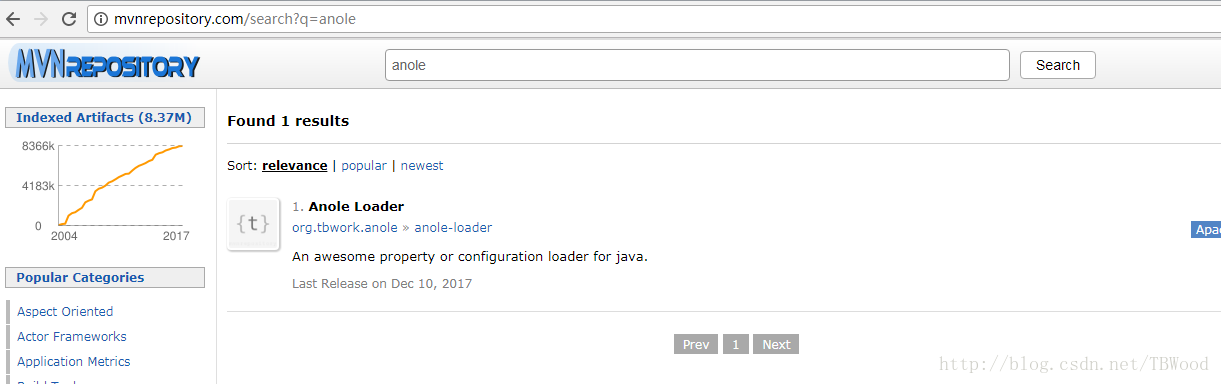 mvnrepository.com/search?q=anole
MVNREPOSITORY
anole
Search
Indexed Artifacts (8.37M)
8366k
4183k
0
2004
2017
Popular Categories
Aspect Oriented
Actor Frameworks
Application Metrics
Found 1 results
Sort: relevance | popular | newest
{t}
1. Anole Loader
org.tbwork.anole » anole-loader
Apac
An awesome property or configuration loader for java.
Last Release on Dec 10, 2017
Prev
1
Next
http://blog.csdn.net/TBWood